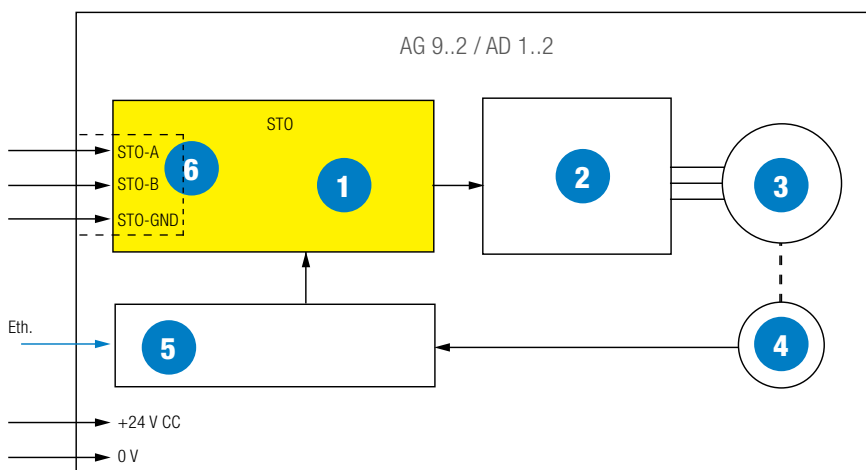 AG 9..2 / AD 1..2
STO
STO-A
6
STO-B
1
2
3
STO-GND
Eth.
5
4
+24 V CC
0 V